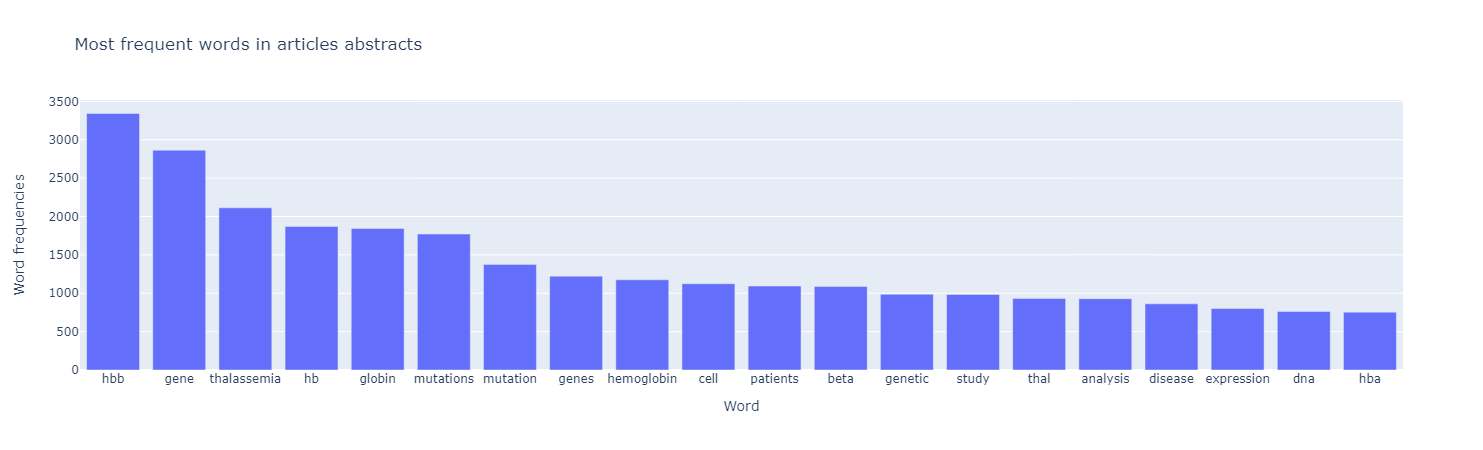 Most frequent words in articles abstracts
Word frequencies
3500
3000
2500
2000
1500
1000
500
0
hbb gene thalassemia hb globin mutations mutation genes hemoglobin cell patients beta genetic study thal analysis disease expression dna hba
Word